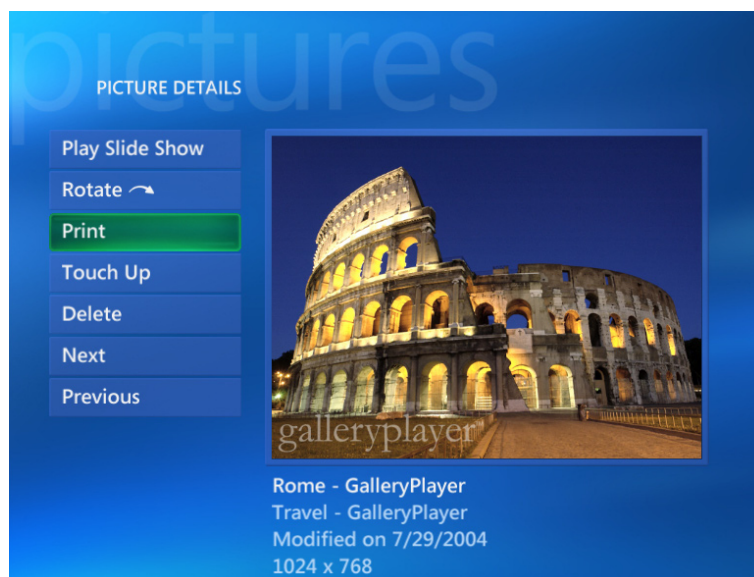 pictures
PICTURE DETAILS
Play Slide Show
Rotate
Print
Touch Up
Delete
Next
Previous
galleryplayer
Rome - GalleryPlayer
Travel - GalleryPlayer
Modified on 7/29/2004
1024 x 768